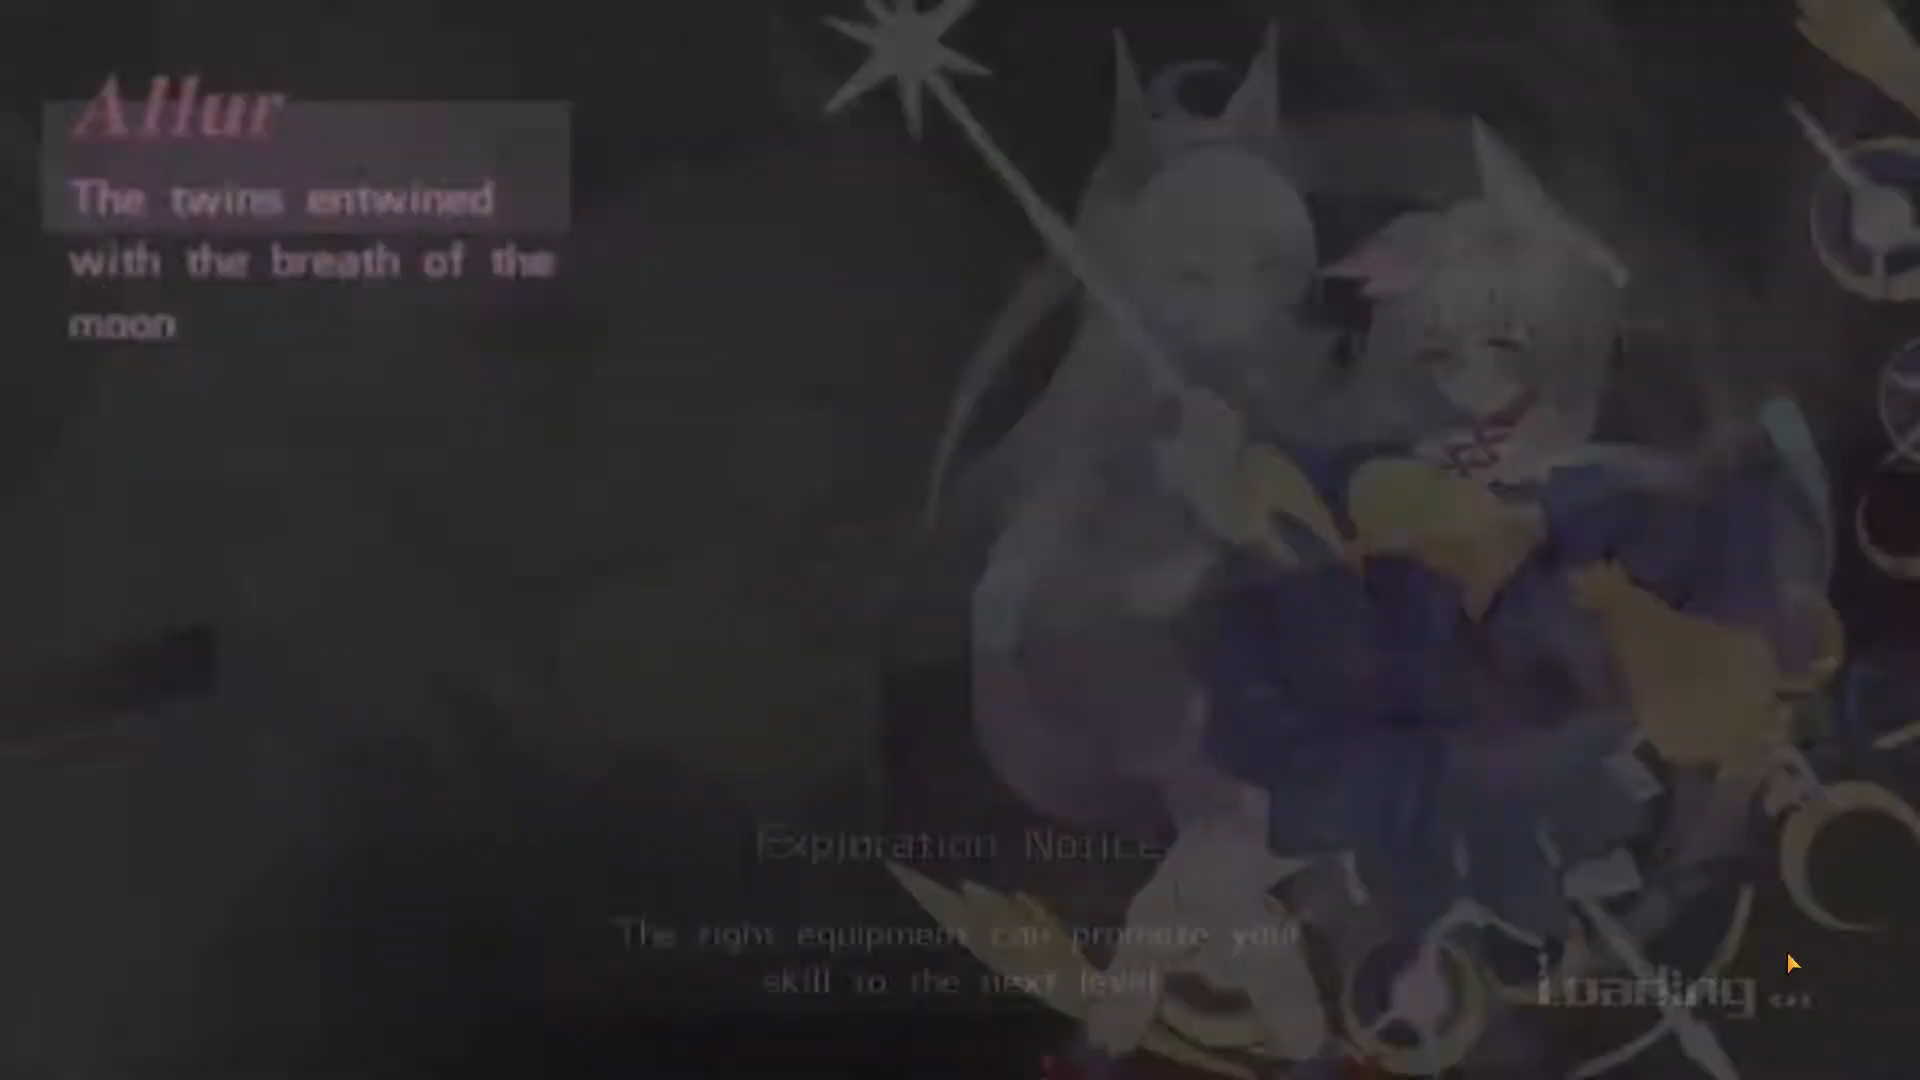 Allur
The twins entwined
with the breath of the
moon
Exploration Notice
The right equipment can promote your
skill to the next level
Loading ...